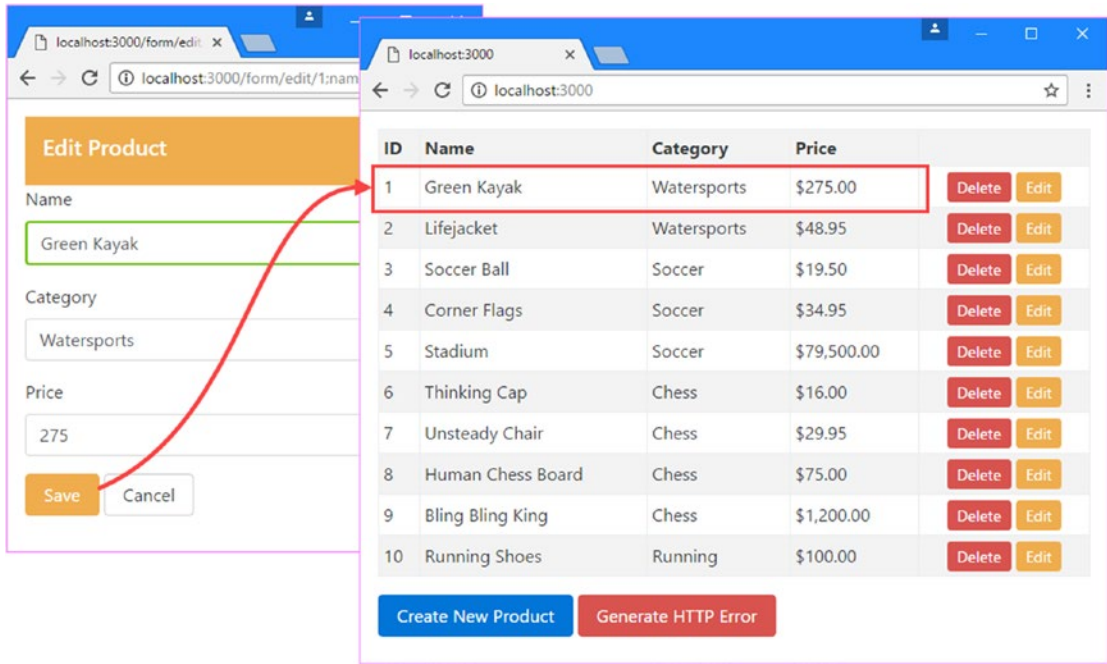 localhost:3000/form/edit
localhost:3000/form/edit/1:nam
Edit Product
Name
Green Kayak
Category
Watersports
Price
275
Save Cancel
localhost:3000
localhost:3000
ID Name Category Price
1 Green Kayak Watersports $275.00 Delete Edit
2 Lifejacket Watersports $48.95 Delete Edit
3 Soccer Ball Soccer $19.50 Delete Edit
4 Corner Flags Soccer $34.95 Delete Edit
5 Stadium Soccer $79,500.00 Delete Edit
6 Thinking Cap Chess $16.00 Delete Edit
7 Unsteady Chair Chess $29.95 Delete Edit
8 Human Chess Board Chess $75.00 Delete Edit
9 Bling Bling King Chess $1,200.00 Delete Edit
10 Running Shoes Running $100.00 Delete Edit
Create New Product Generate HTTP Error